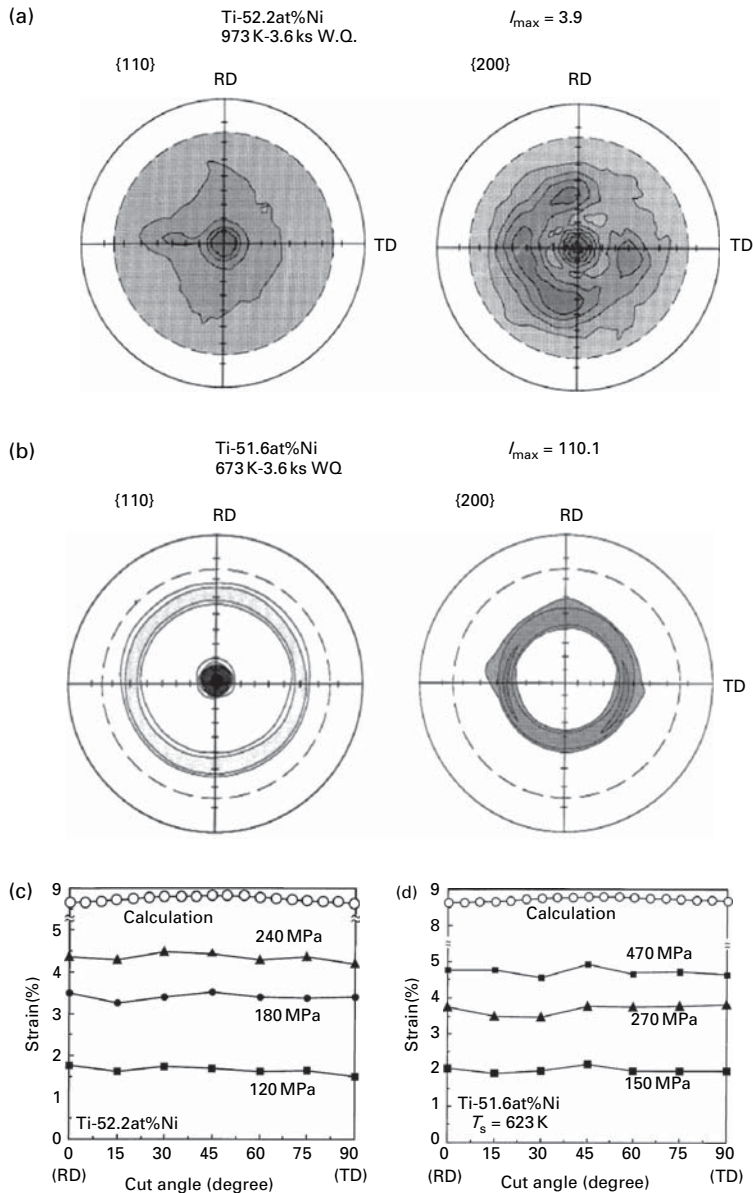 (a)
Ti-52.2at%Ni
973 K-3.6 ks W.Q.
Imax = 3.9
{110}
RD
TD
{200}
RD
TD
(b)
Ti-51.6at%Ni
673 K-3.6 ks WQ
Imax = 110.1
{110}
RD
{200}
RD
TD
(c)
9
5
4
3
2
1
0
Strain(%)
Calculation
240 MPa
180 MPa
120 MPa
Ti-52.2at%Ni
0 15 30 45 60 75 90
(RD) Cut angle (degree) (TD)
(d)
9
8
5
4
3
2
1
0
Strain(%)
Calculation
470 MPa
270 MPa
150 MPa
Ti-51.6at%Ni
Ts = 623 K
0 15 30 45 60 75 90
(RD) Cut angle (degree) (TD)